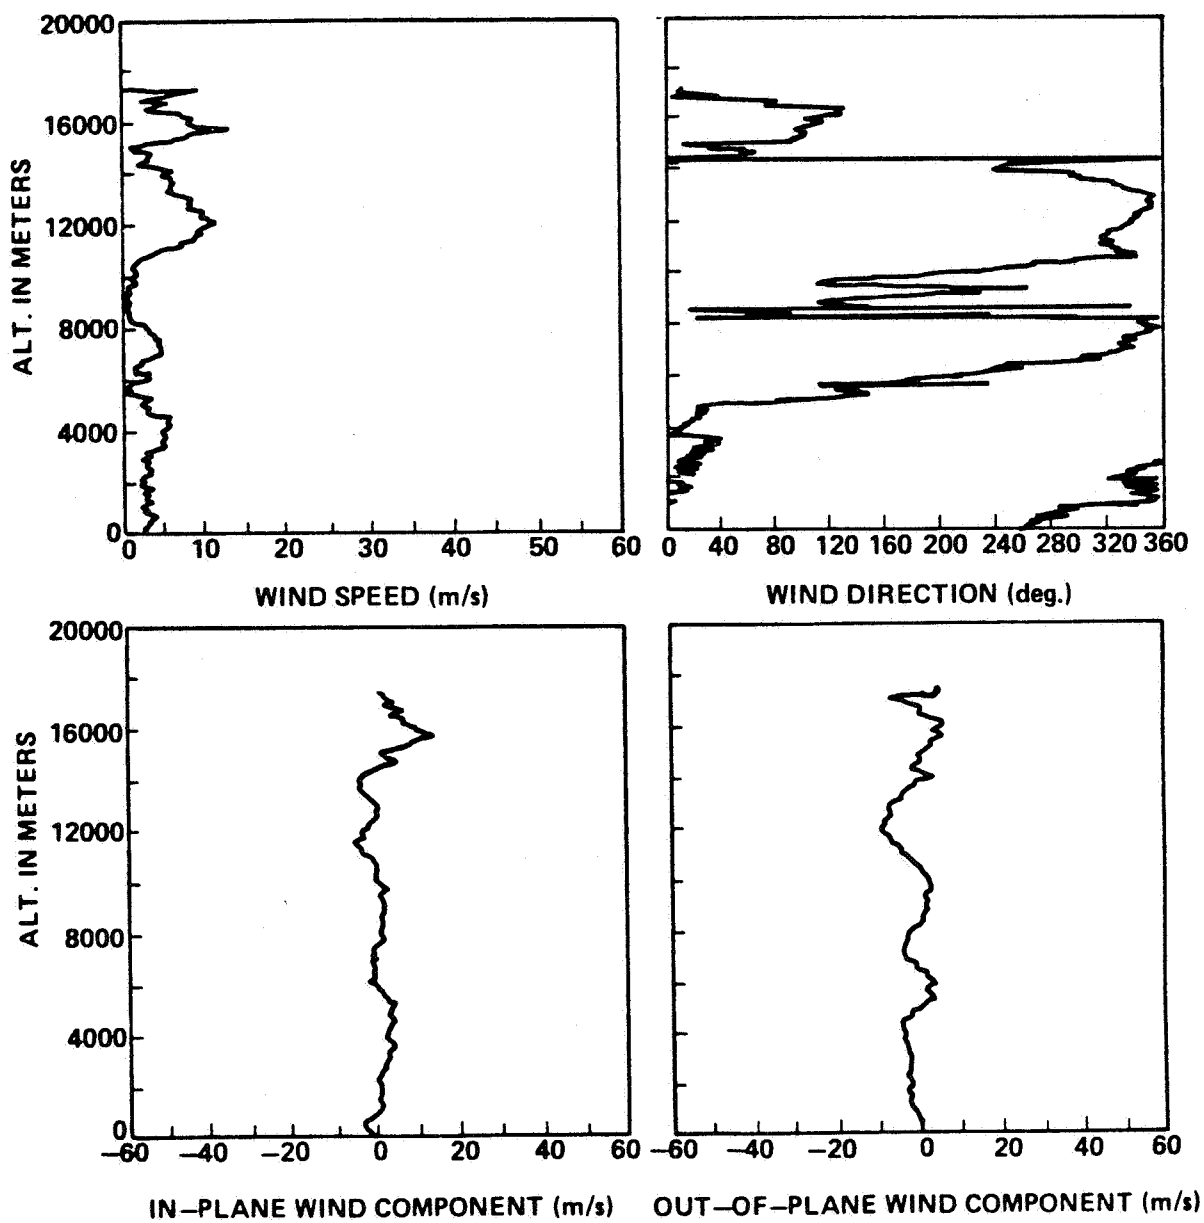 20000
16000
12000
8000
4000
0
ALT. IN METERS
0 10 20 30 40 50 60
WIND SPEED (m/s)
0 40 80 120 160 200 240 280 320 360
WIND DIRECTION (deg.)
20000
16000
12000
8000
4000
0
ALT. IN METERS
−60 −40 −20 0 20 40 60
IN−PLANE WIND COMPONENT (m/s)
−60 −40 −20 0 20 40 60
OUT−OF−PLANE WIND COMPONENT (m/s)